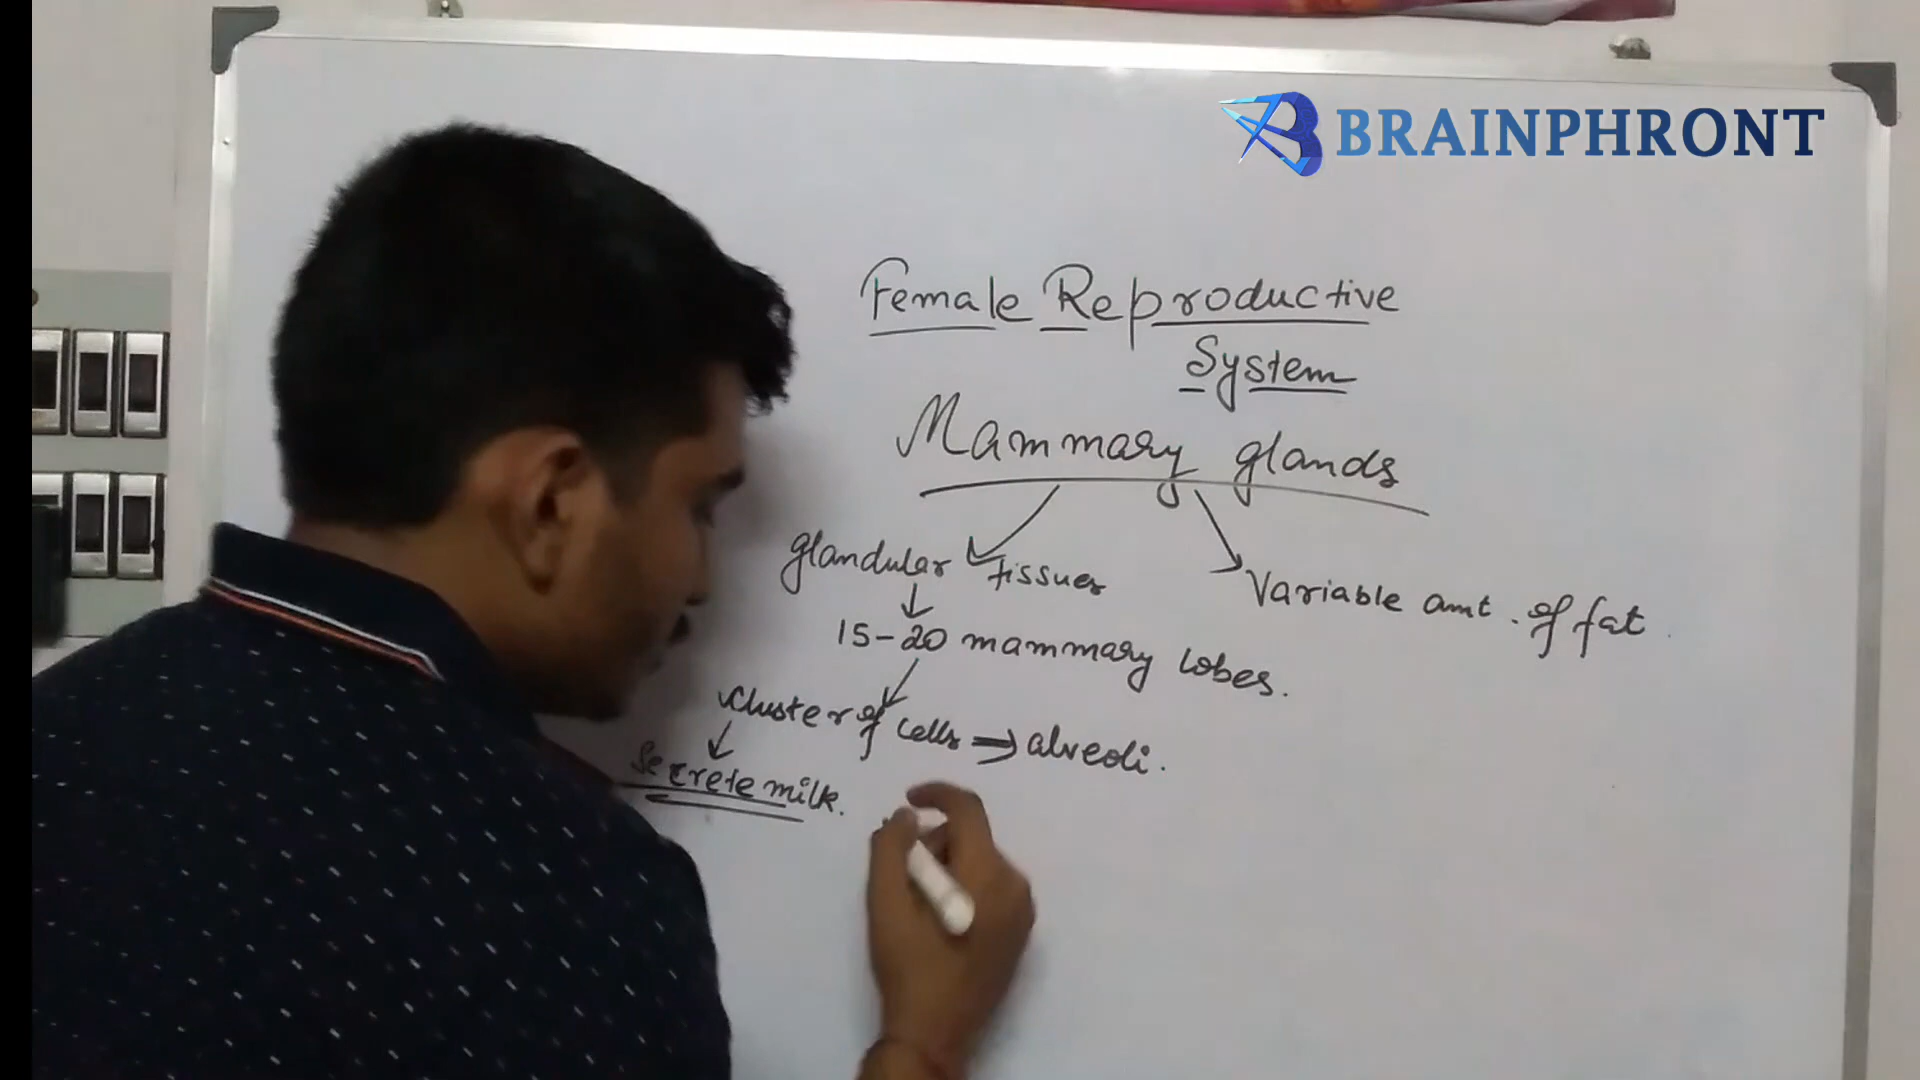 BRAINPHRONT
Female Reproductive
System
Mammary glands
glandular tissues
Variable amt. of fat
15-20 mammary lobes.
Cluster of cells → alveoli.
Secrete milk.